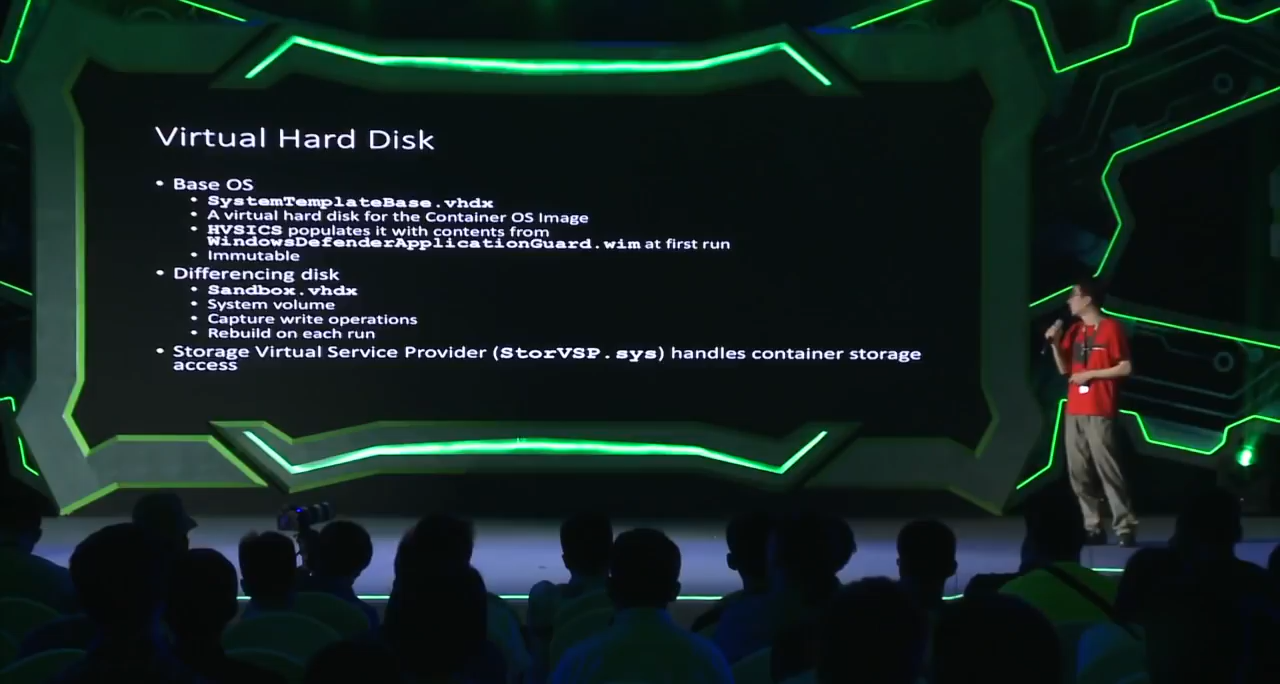 Virtual Hard Disk
• Base OS
• SystemTemplateBase.vhdx
• A virtual hard disk for the Container OS Image
• HVSICS populates it with contents from
WindowsDefenderApplicationGuard.wim at first run
• Immutable
• Differencing disk
• Sandbox.vhdx
• System volume
• Capture write operations
• Rebuild on each run
• Storage Virtual Service Provider (StorVSP.sys) handles container storage
access